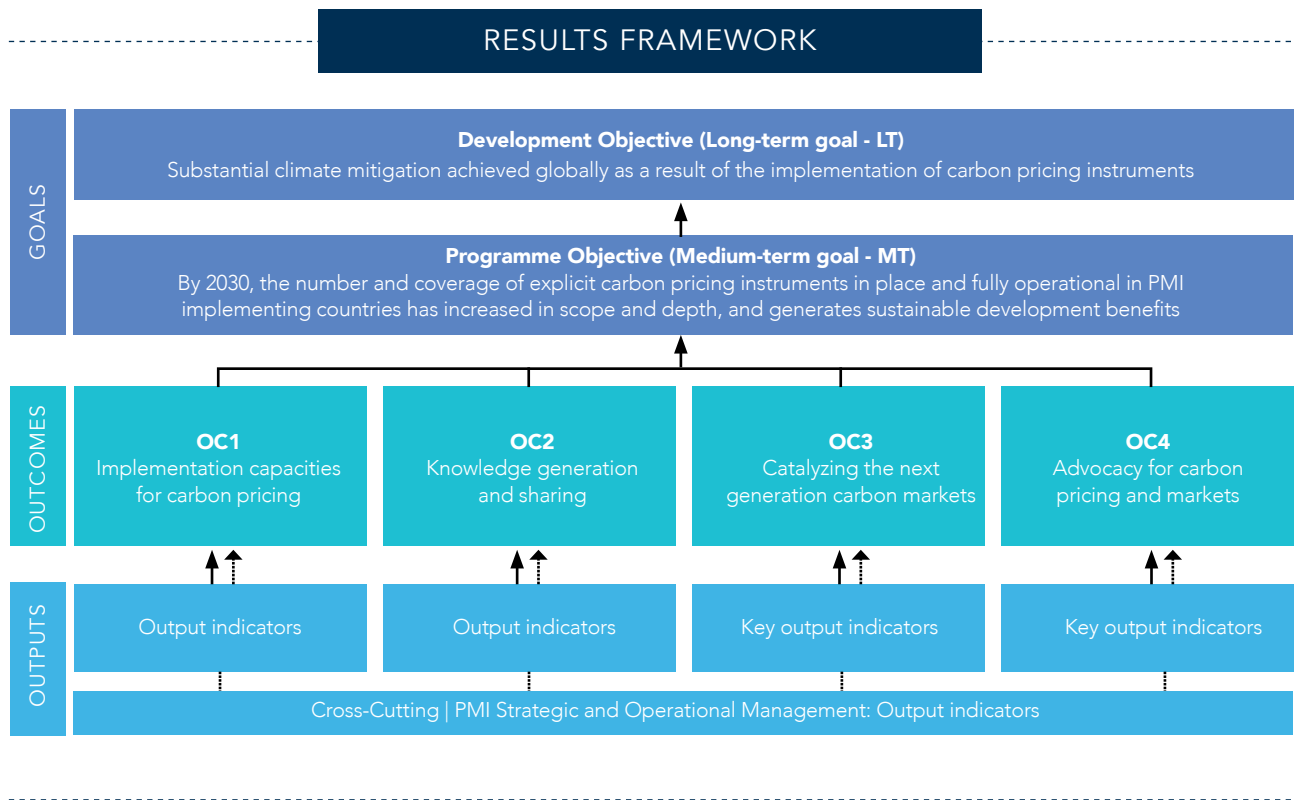 RESULTS FRAMEWORK
GOALS
Development Objective (Long-term goal - LT)
Substantial climate mitigation achieved globally as a result of the implementation of carbon pricing instruments
Programme Objective (Medium-term goal - MT)
By 2030, the number and coverage of explicit carbon pricing instruments in place and fully operational in PMI
implementing countries has increased in scope and depth, and generates sustainable development benefits
OUTCOMES
OC1
Implementation capacities
for carbon pricing
OC2
Knowledge generation
and sharing
OC3
Catalyzing the next
generation carbon markets
OC4
Advocacy for carbon
pricing and markets
OUTPUTS
Output indicators
Output indicators
Key output indicators
Key output indicators
Cross-Cutting | PMI Strategic and Operational Management: Output indicators